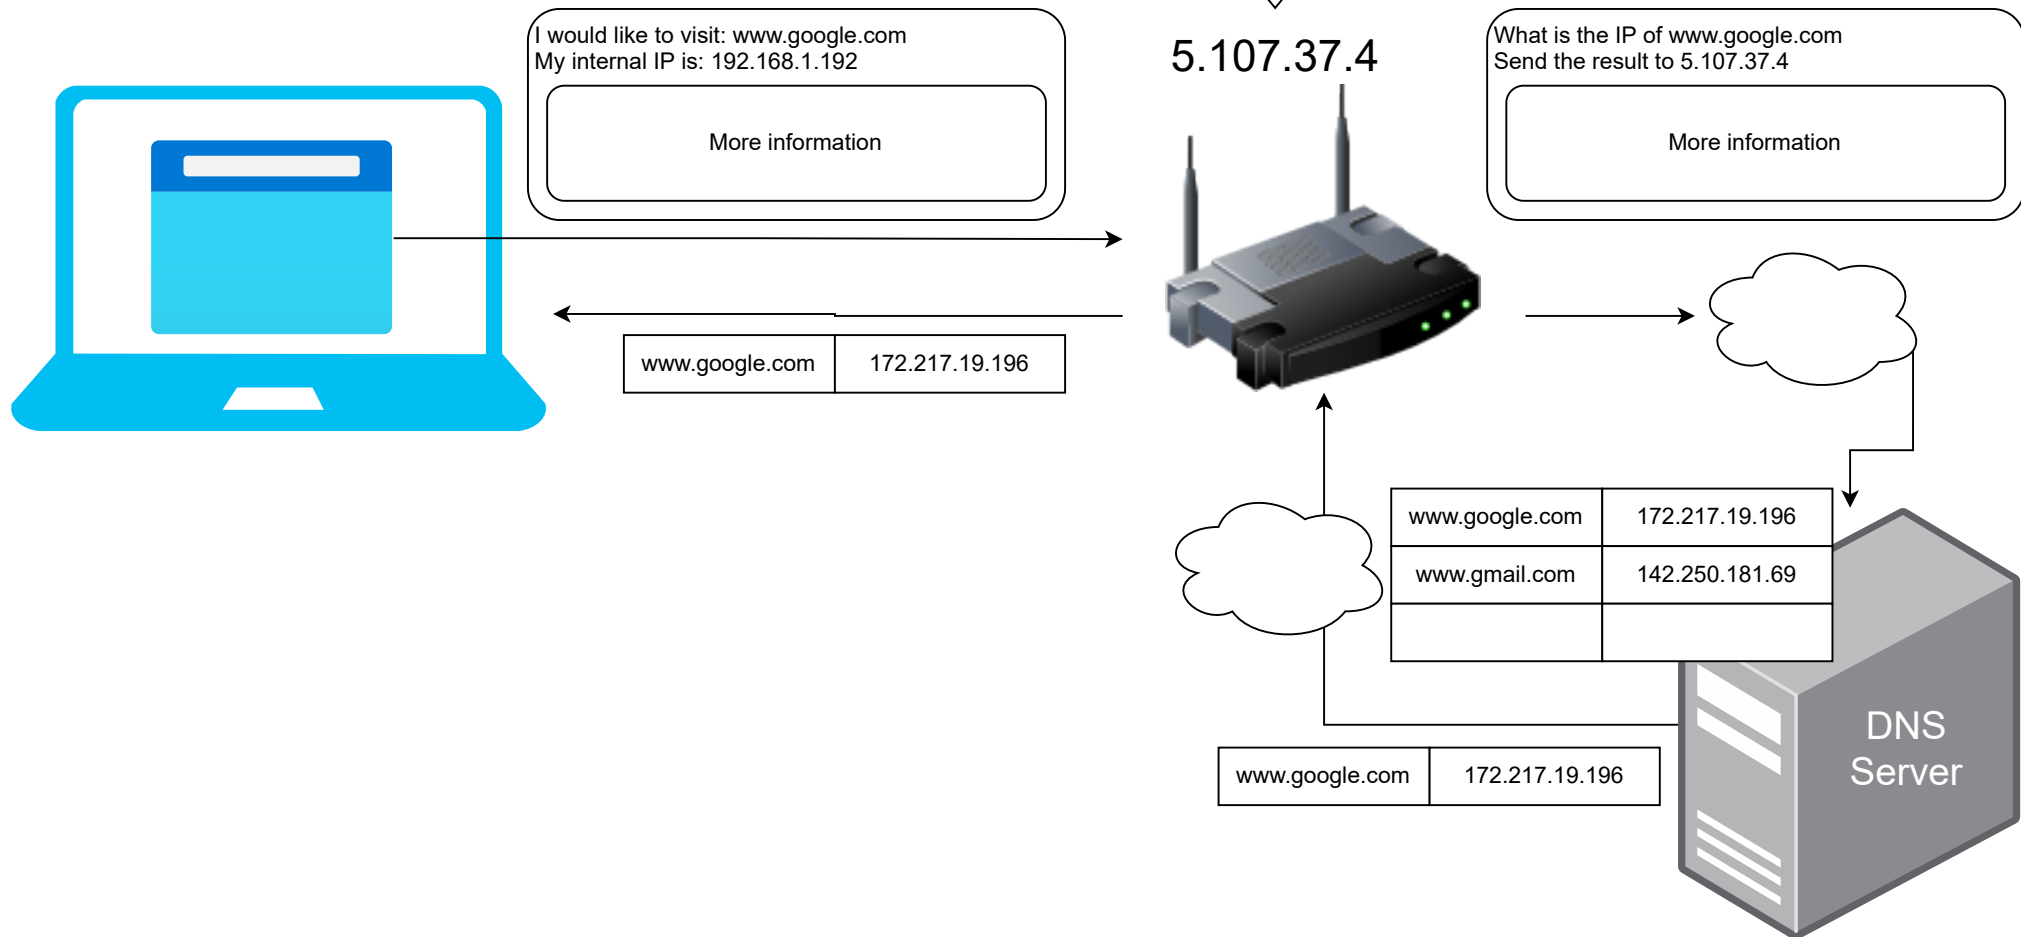 I would like to visit: www.google.com
My internal IP is: 192.168.1.192
More information
5.107.37.4
What is the IP of www.google.com
Send the result to 5.107.37.4
More information
www.google.com 172.217.19.196
www.google.com 172.217.19.196
www.gmail.com 142.250.181.69
DNS
Server
www.google.com 172.217.19.196